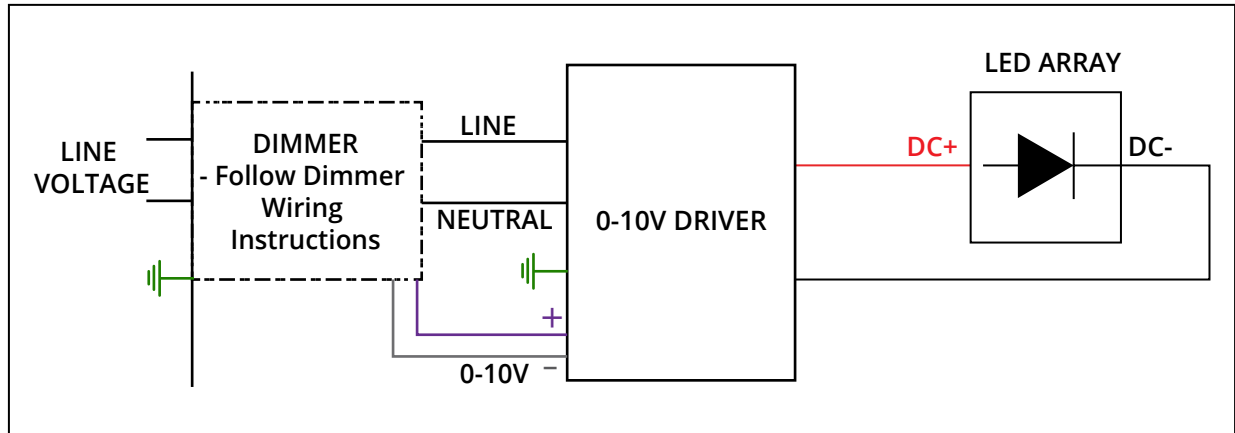 LED ARRAY
LINE
VOLTAGE
DIMMER
- Follow Dimmer
Wiring
Instructions
LINE
NEUTRAL
+
0-10V -
0-10V DRIVER
DC+
DC-